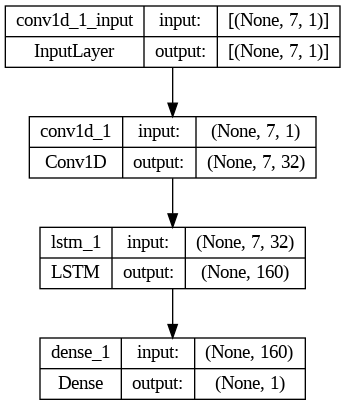 conv1d_1_input input: [(None, 7, 1)]
InputLayer output: [(None, 7, 1)]
conv1d_1 input: (None, 7, 1)
Conv1D output: (None, 7, 32)
lstm_1 input: (None, 7, 32)
LSTM output: (None, 160)
dense_1 input: (None, 160)
Dense output: (None, 1)